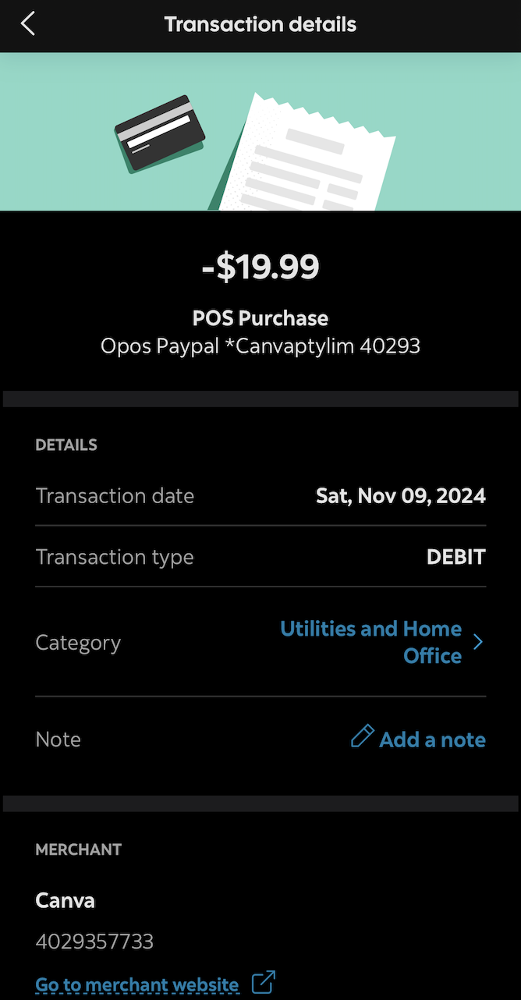 Transaction details
-$19.99
POS Purchase
Opos Paypal *Canvaptylim 40293
DETAILS
Transaction date Sat, Nov 09, 2024
Transaction type DEBIT
Category Utilities and Home
Office
Note Add a note
MERCHANT
Canva
4029357733
Go to merchant website